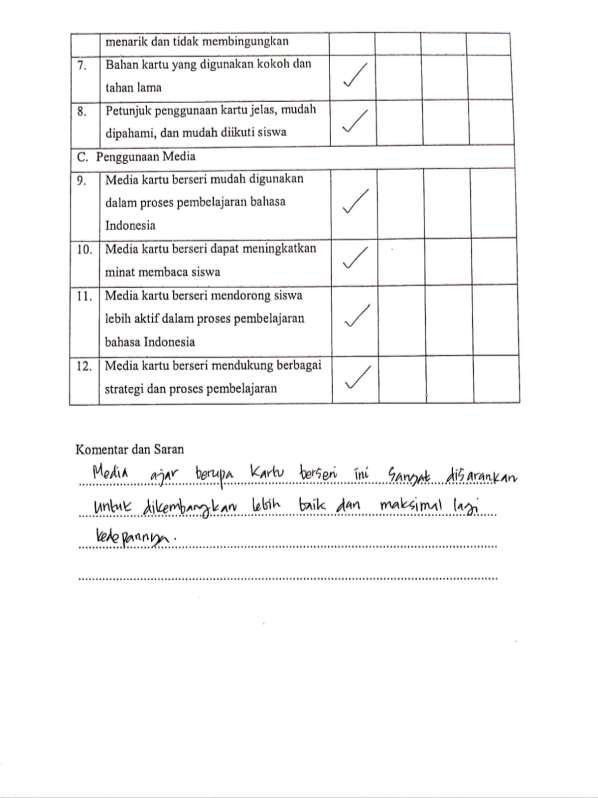 menarik dan tidak membingungkan
7. Bahan kartu yang digunakan kokoh dan
tahan lama
8. Petunjuk penggunaan kartu jelas, mudah
dipahami, dan mudah diikuti siswa
C. Penggunaan Media
9. Media kartu berseri mudah digunakan
dalam proses pembelajaran bahasa
Indonesia
10. Media kartu berseri dapat meningkatkan
minat membaca siswa
11. Media kartu berseri mendorong siswa
lebih aktif dalam proses pembelajaran
bahasa Indonesia
12. Media kartu berseri mendukung berbagai
strategi dan proses pembelajaran
Komentar dan Saran
Media ajar berupa Kartu berseri ini sangat disarankan
untuk dikembangkan lebih baik dan maksimal lagi
kedepannya.